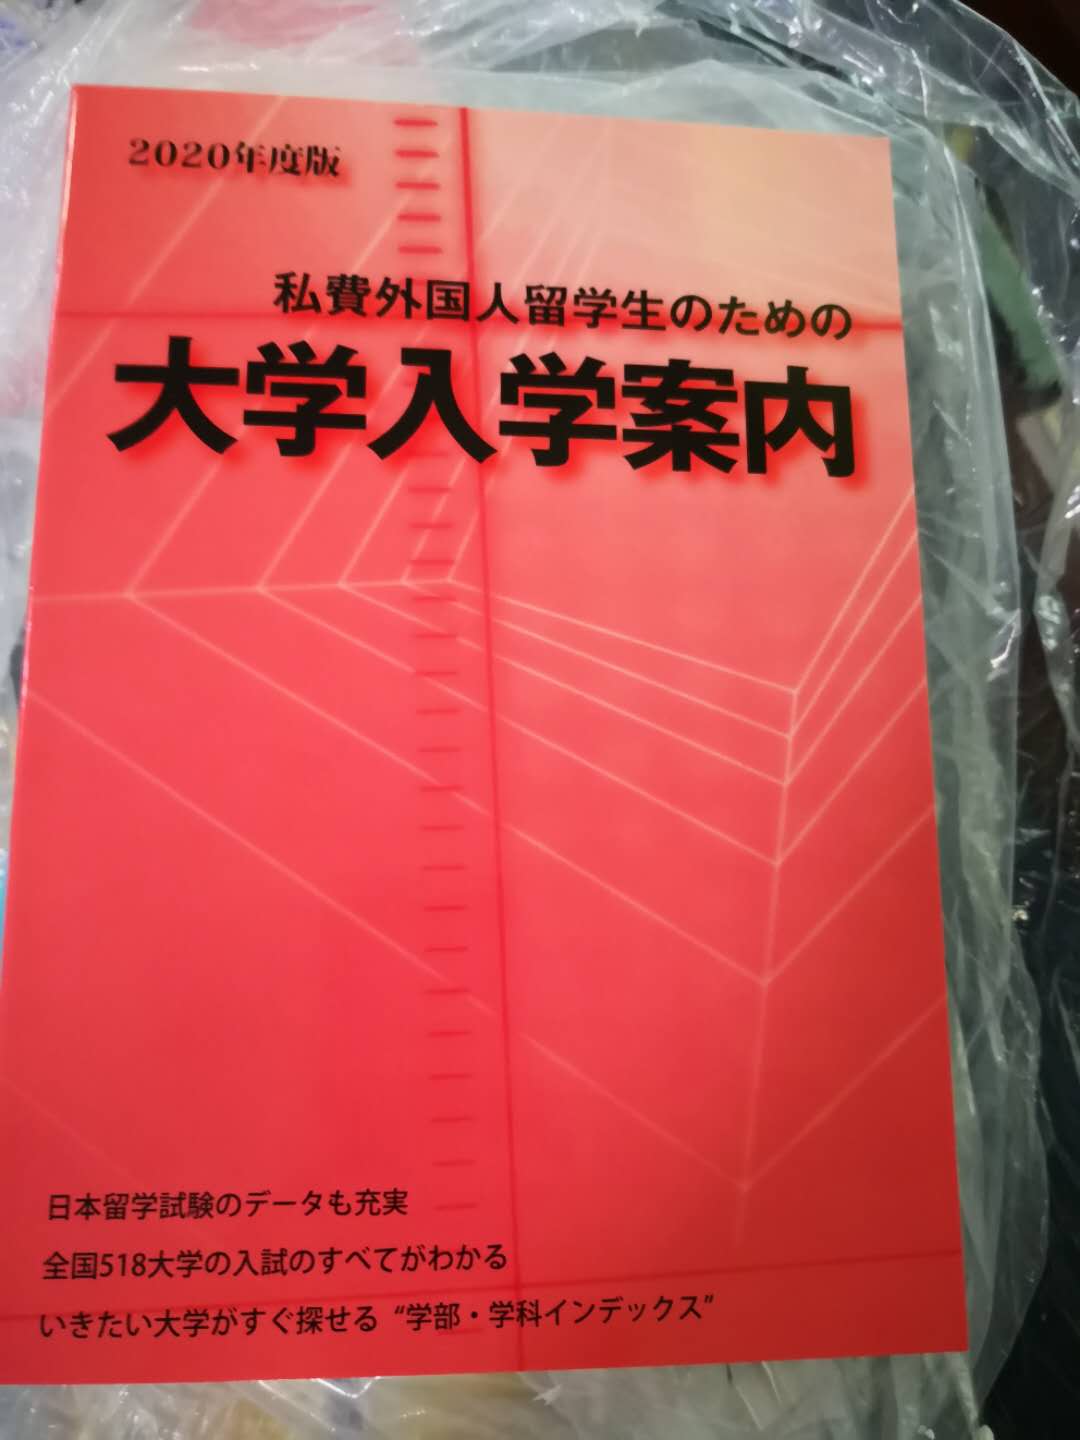 2020年度版
私費外国人留学生のための
大学入学案内
日本留学試験のデータも充実
全国518大学の入試のすべてがわかる
いきたい大学がすぐ探せる“学部・学科インデックス”